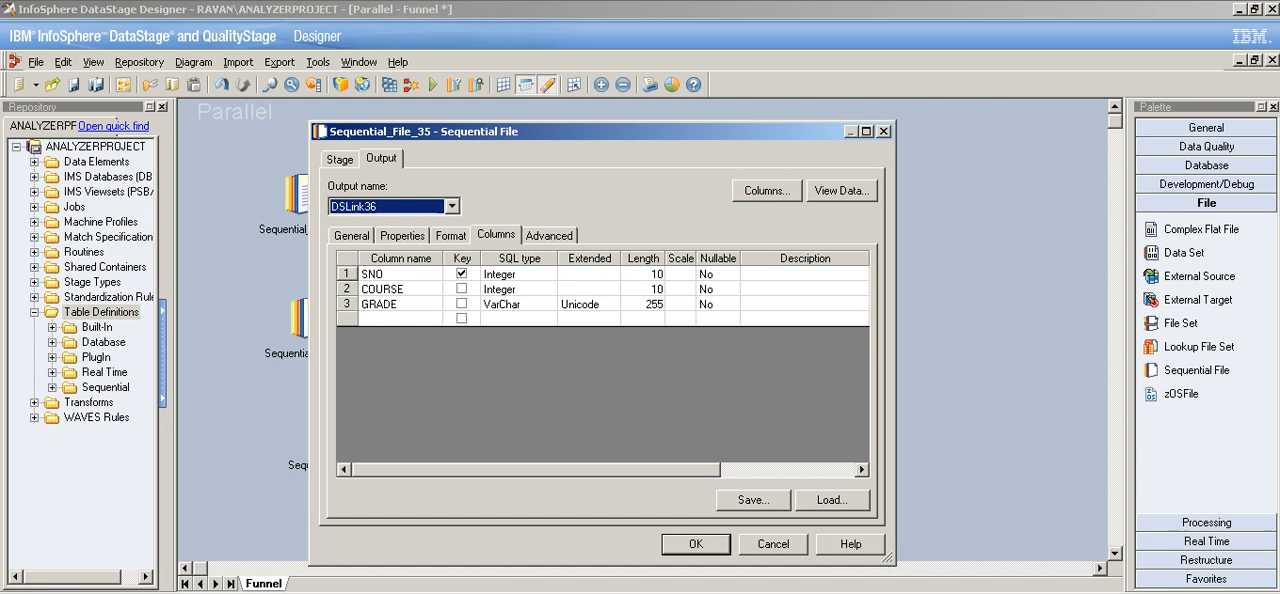 InfoSphere DataStage Designer - RAVAN\ANALYZERPROJECT - [Parallel - Funnel *]
IBM® InfoSphere™ DataStage® and QualityStage Designer
IBM.
File Edit View Repository Diagram Import Export Tools Window Help
Repository
ANALYZERPF Open quick find
ANALYZERPROJECT
Data Elements
IMS Databases (DB
IMS Viewsets (PSB/
Jobs
Machine Profiles
Match Specification
Routines
Shared Containers
Stage Types
Standardization Rule
Table Definitions
Built-In
Database
PlugIn
Real Time
Sequential
Transforms
WAVES Rules
Parallel
Sequential_
Sequential
Sequ
Funnel
Sequential_File_35 - Sequential File
Stage Output
Output name:
DSLink36
Columns... View Data...
General Properties Format Columns Advanced
Column name Key SQL type Extended Length Scale Nullable Description
1 SNO Integer 10 No
2 COURSE Integer 10 No
3 GRADE VarChar Unicode 255 No
Save... Load...
OK Cancel Help
Palette
General
Data Quality
Database
Development/Debug
File
Complex Flat File
Data Set
External Source
External Target
File Set
Lookup File Set
Sequential File
zOSFile
Processing
Real Time
Restructure
Favorites